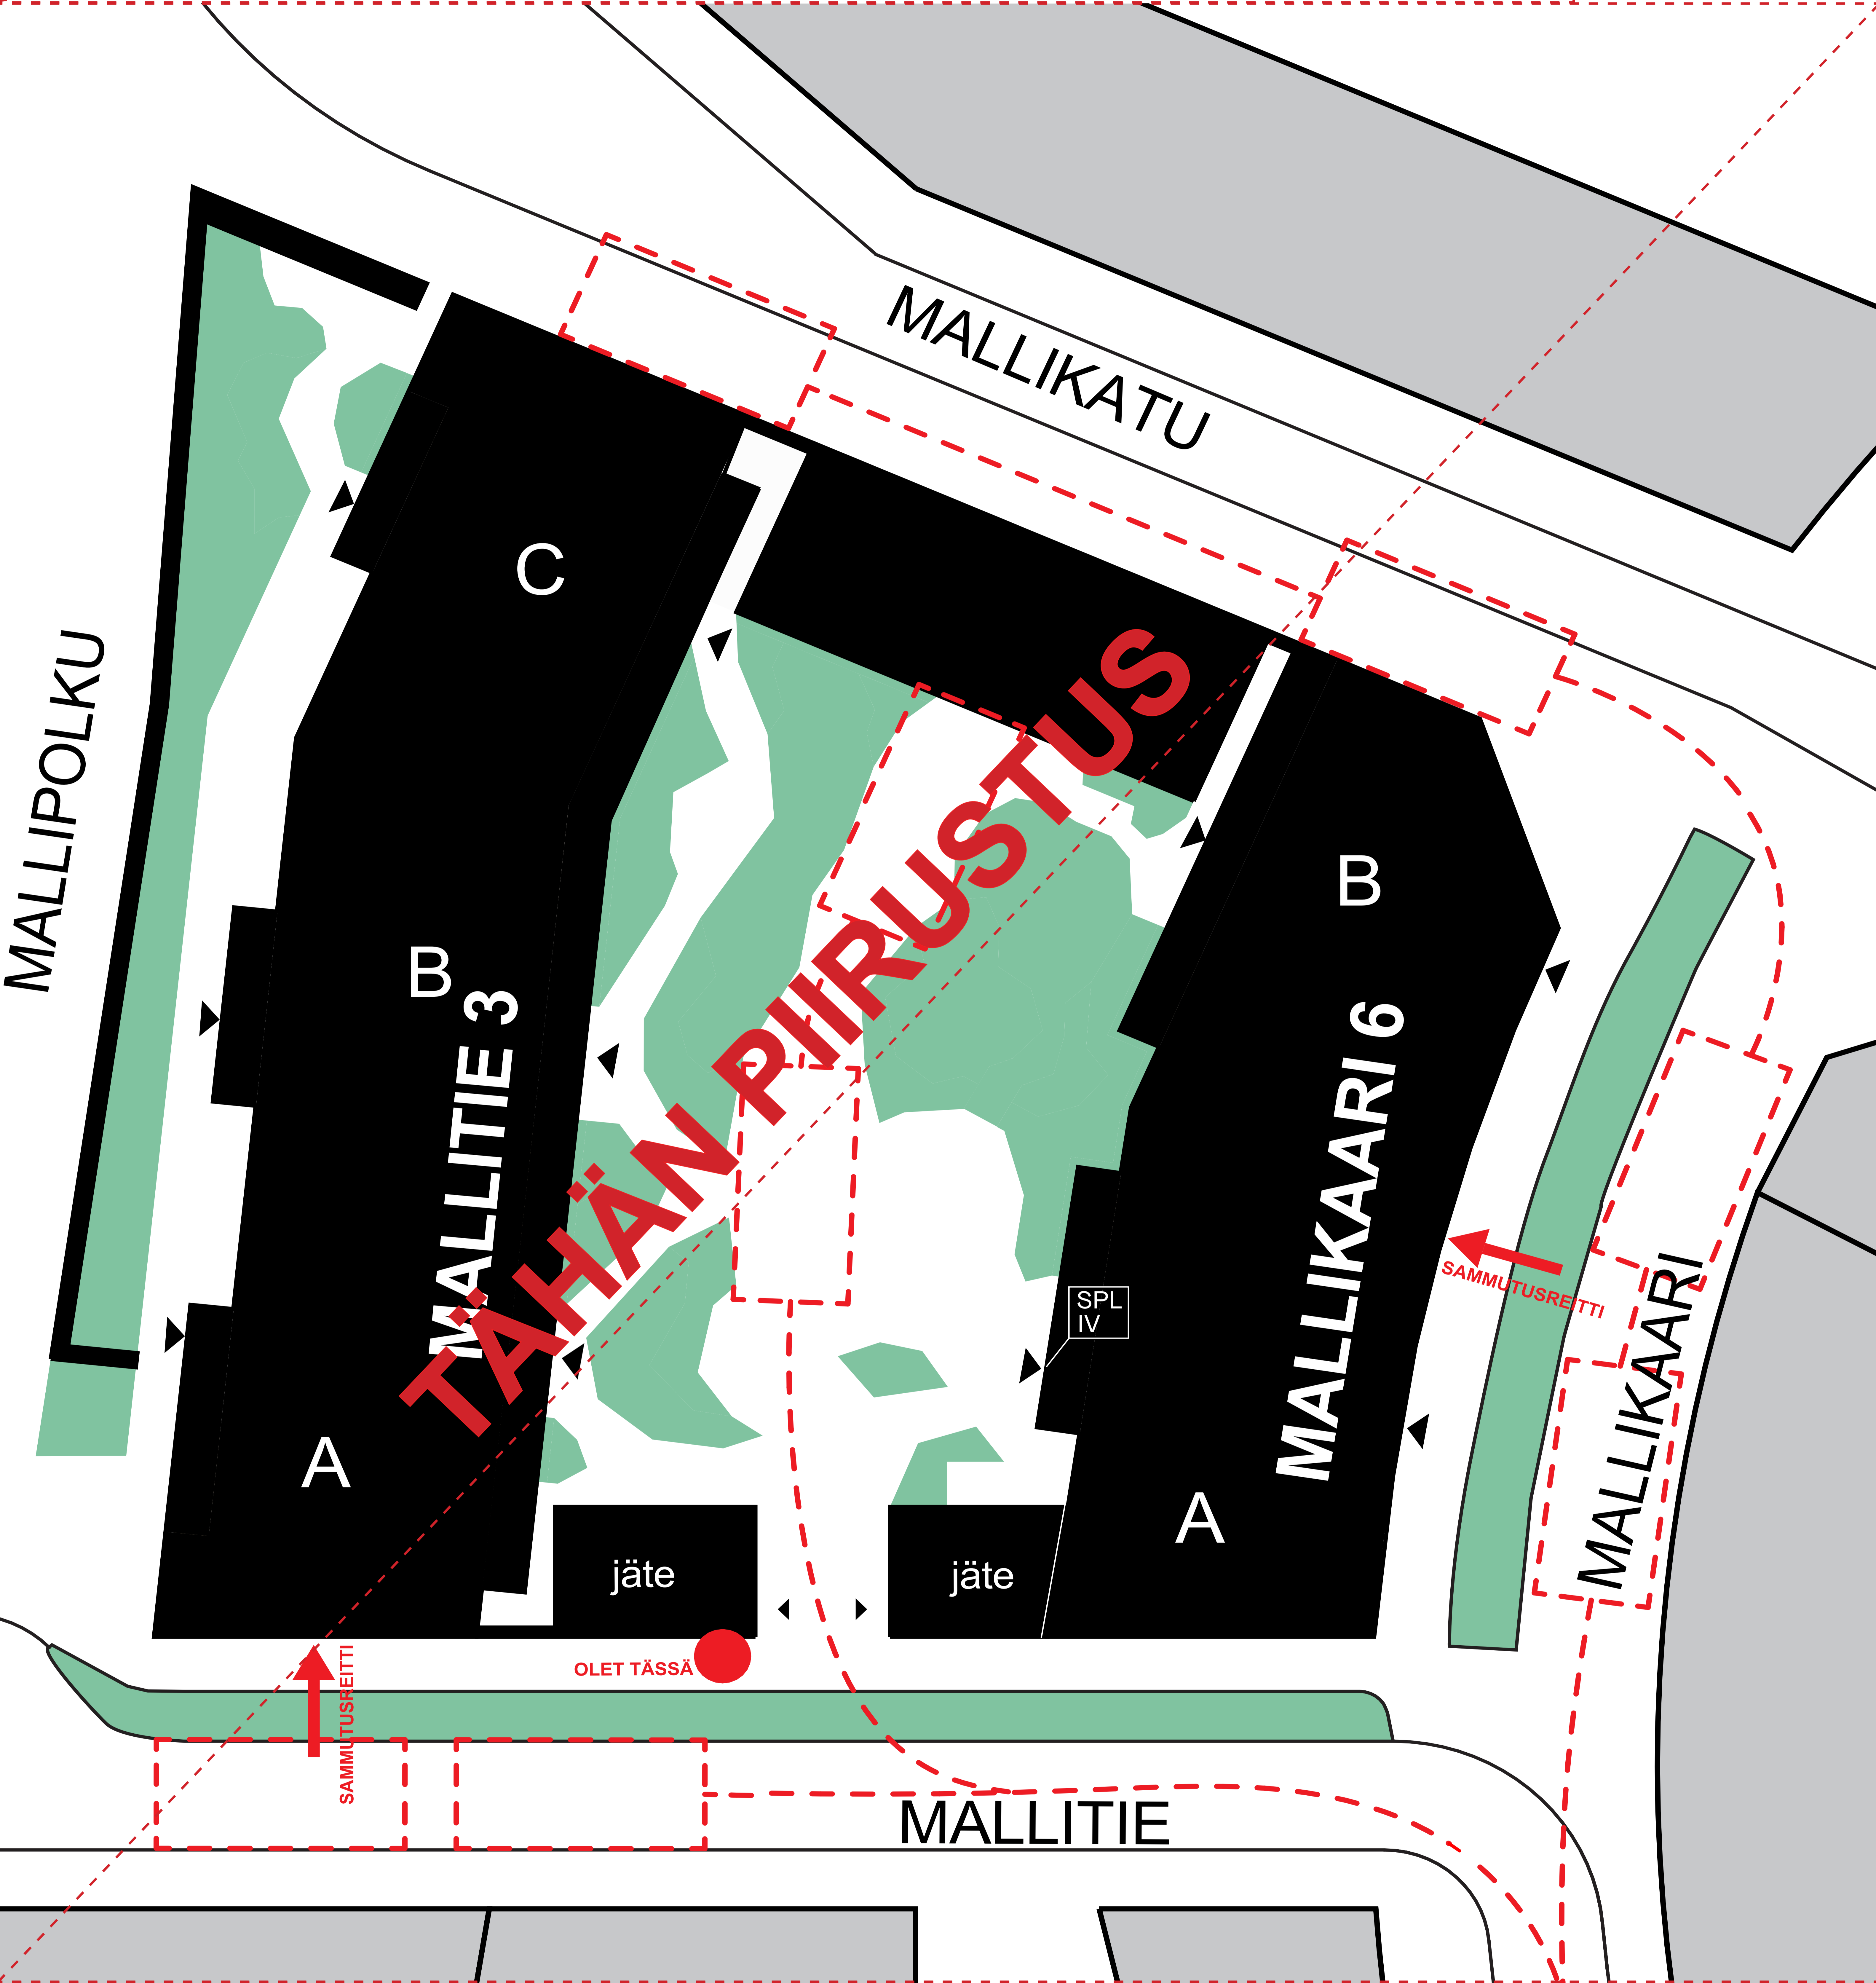 MALLIKATU
C
MALLIPOLKU
B
B
MALLITIE 3
MALLIKAARI 6
TÄHÄN PIIRUSTUS
SAMMUTUSREITTI
SPL
IV
MALLIKAARI
A
A
jäte
jäte
OLET TÄSSÄ
SAMMUTUSREITTI
MALLITIE